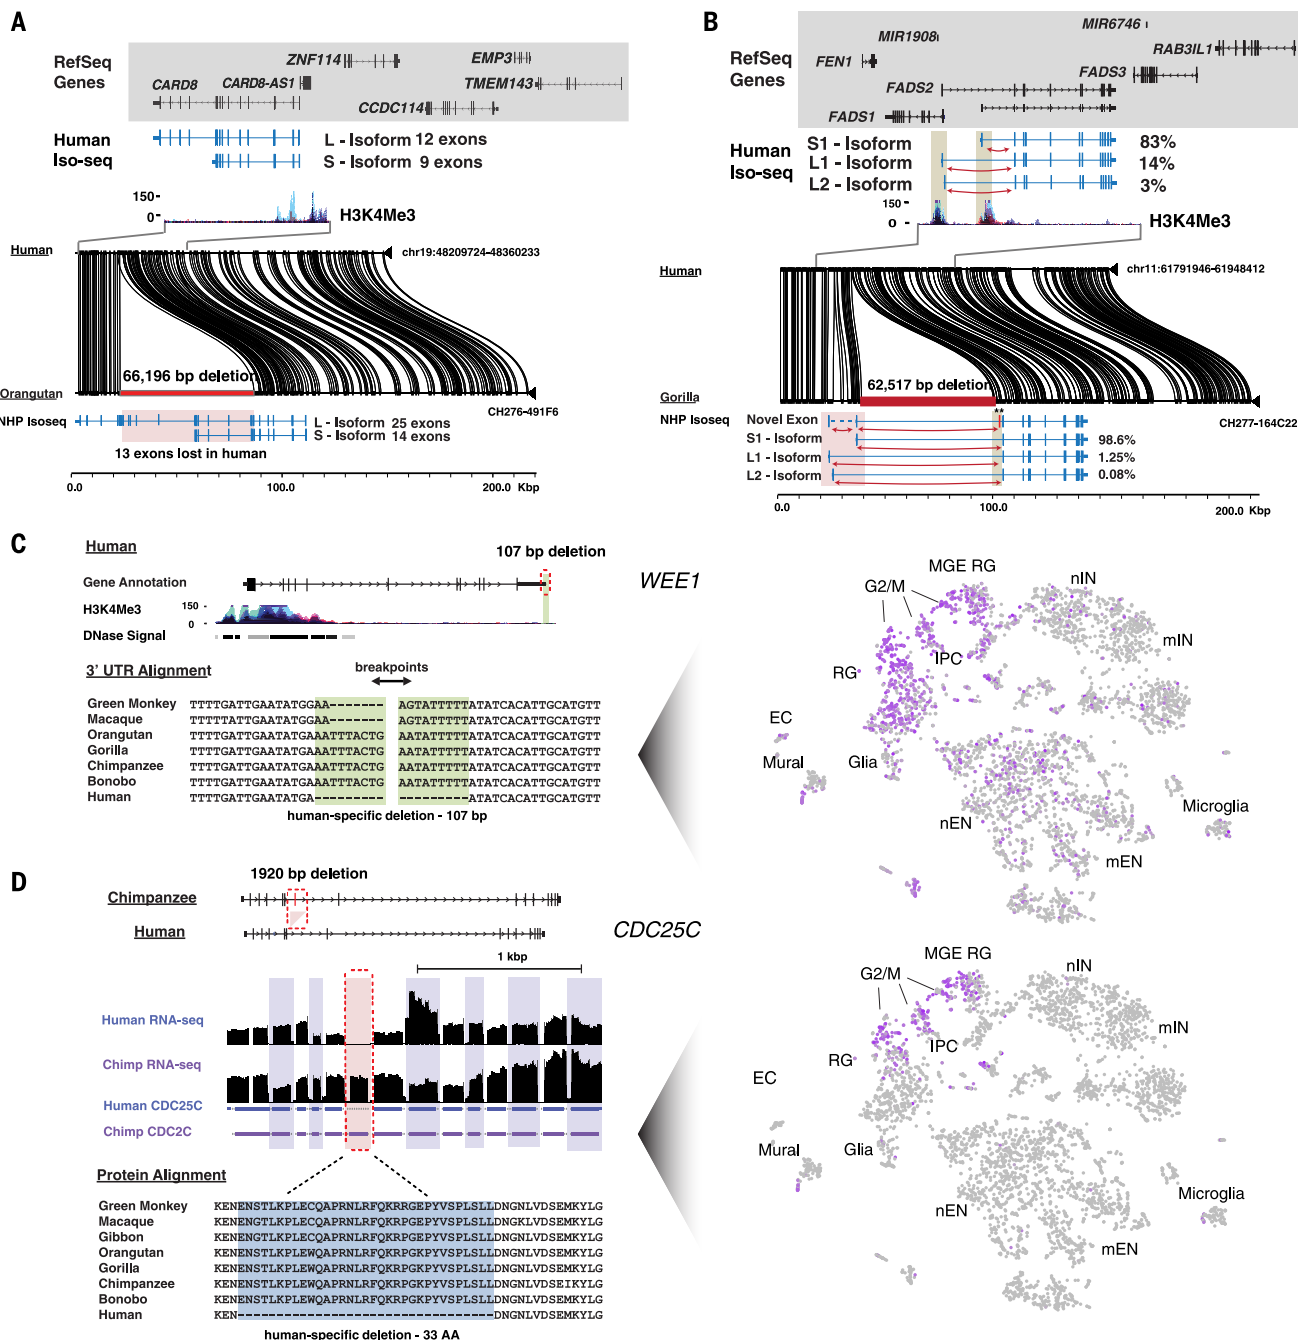 A
RefSeq
Genes
ZNF114
EMP3
CARD8
CARD8-AS1
TMEM143
CCDC114
Human
Iso-seq
L - Isoform 12 exons
S - Isoform 9 exons
150
0
H3K4Me3
Human
chr19:48209724-48360233
66,196 bp deletion
Orangutan
CH276-491F6
NHP Isoseq
L - Isoform 25 exons
S - Isoform 14 exons
13 exons lost in human
0.0
100.0
200.0 Kbp
B
RefSeq
Genes
MIR6746
MIR1908
RAB3IL1
FEN1
FADS3
FADS2
FADS1
Human
Iso-seq
S1 - Isoform 83%
L1 - Isoform 14%
L2 - Isoform 3%
150
0
H3K4Me3
Human
chr11:61791946-61948412
62,517 bp deletion
Gorilla
CH277-164C22
NHP Isoseq
Novel Exon
**
S1 - Isoform 98.6%
L1 - Isoform 1.25%
L2 - Isoform 0.08%
0.0
100.0
200.0 Kbp
C
Human
107 bp deletion
Gene Annotation
WEE1
H3K4Me3
150
0
DNase Signal
3' UTR Alignment
breakpoints
Green Monkey TTTTGATTGAATATGGAA------- AGTATTTTTATATCACATTGCATGTT
Macaque TTTTTATTGAATATGGAA------- AGTATTTTTATATCACATTGCATGTT
Orangutan TTTTGATTGAATATGAAATTTACTG AATATTTTTATATCACATTGCATGTT
Gorilla TTTTGATTGAATATGAAATTTACTG AATATTTTTATATCACATTGCATGTT
Chimpanzee TTTTGATTGAATATGAAATTTACTG AATATTTTTATATCACATTGCATGTT
Bonobo TTTTGATTGAATATGAAATTTACTG AATATTTTTATATCACATTGCATGTT
Human TTTTGATTGAATATGA--------- ---------ATATCACATTGCATGTT
human-specific deletion - 107 bp
MGE RG
nIN
G2/M
mIN
IPC
RG
EC
Mural
Glia
Microglia
nEN
mEN
D
1920 bp deletion
Chimpanzee
Human
CDC25C
1 kbp
Human RNA-seq
Chimp RNA-seq
Human CDC25C
Chimp CDC2C
Protein Alignment
Green Monkey KENENSTLKPLECQAPRNLRFQKRRGEPYVSPLSLLDNGNLVDSEMKYLG
Macaque KENENGTLKPLECQAPRNLRFQKRRGEPYVSPLSLLDNGNLVDSEMKYLG
Gibbon KENENGTLKPLECQAPRNLRFQKRRGKPYVSPLSLLDNGNLVDSEMKYLG
Orangutan KENENSTLKPLEWQAPRNLRFQKRPGKPYVSPLSLLDNGNLVDSEMKYLG
Gorilla KENENSTLKPLEWQAPRNLRFQKRPGKPYVSPLSLLDNGNLVDSEMKYLG
Chimpanzee KENENSTLKPLEWQAPRNLRFQKRPGKPYVSPLSLLDNGNLVDSEIKYLG
Bonobo KENENSTLKPLEWQAPRNLRFQKRPGKPYVSPLSLLDNGNLVDSEMKYLG
Human KEN---------------------------------DNGNLVDSEMKYLG
human-specific deletion - 33 AA
MGE RG
nIN
G2/M
mIN
IPC
RG
EC
Mural
Glia
Microglia
nEN
mEN